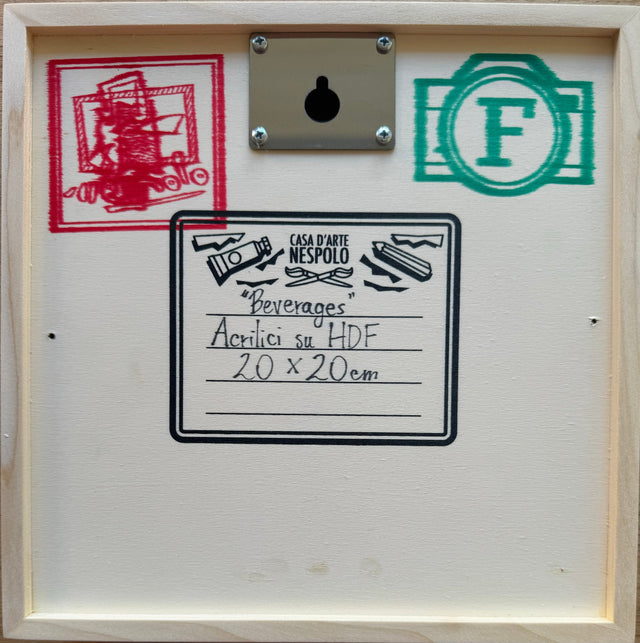 F
CASA D'ARTE
NESPOLO
"Beverages"
Acrilici su HDF
20 x 20 cm